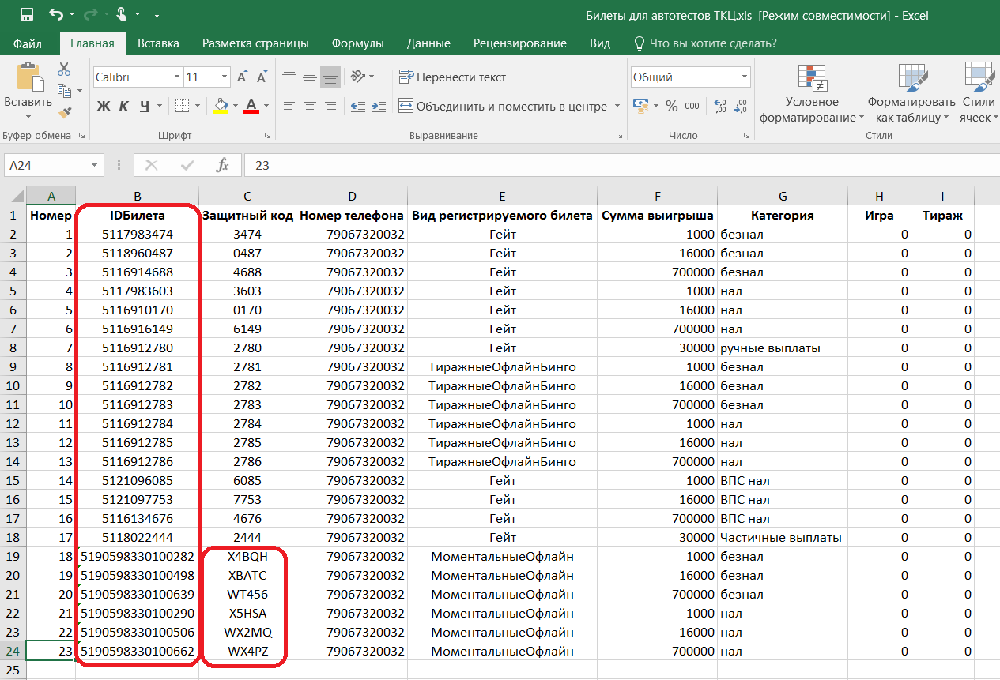 Билеты для автотестов ТКЦ.xls [Режим совместимости] - Excel
Файл Главная Вставка Разметка страницы Формулы Данные Рецензирование Вид Что вы хотите сделать?
Calibri 11 Перенести текст Общий
Вставить Ж К Ч А Объединить и поместить в центре % 000 Условное форматирование Форматировать как таблицу Стили ячеек
Буфер обмена Шрифт Выравнивание Число Стили
A24 fx 23
A B C D E F G H I
1 Номер IDБилета Защитный код Номер телефона Вид регистрируемого билета Сумма выигрыша Категория Игра Тираж
2 1 5117983474 3474 79067320032 Гейт 1000 безнал 0 0
3 2 5118960487 0487 79067320032 Гейт 16000 безнал 0 0
4 3 5116914688 4688 79067320032 Гейт 700000 безнал 0 0
5 4 5117983603 3603 79067320032 Гейт 1000 нал 0 0
6 5 5116910170 0170 79067320032 Гейт 16000 нал 0 0
7 6 5116916149 6149 79067320032 Гейт 700000 нал 0 0
8 7 5116912780 2780 79067320032 Гейт 30000 ручные выплаты 0 0
9 8 5116912781 2781 79067320032 ТиражныеОфлайнБинго 1000 безнал 0 0
10 9 5116912782 2782 79067320032 ТиражныеОфлайнБинго 16000 безнал 0 0
11 10 5116912783 2783 79067320032 ТиражныеОфлайнБинго 700000 безнал 0 0
12 11 5116912784 2784 79067320032 ТиражныеОфлайнБинго 1000 нал 0 0
13 12 5116912785 2785 79067320032 ТиражныеОфлайнБинго 16000 нал 0 0
14 13 5116912786 2786 79067320032 ТиражныеОфлайнБинго 700000 нал 0 0
15 14 5121096085 6085 79067320032 Гейт 1000 ВПС нал 0 0
16 15 5121097753 7753 79067320032 Гейт 16000 ВПС нал 0 0
17 16 5116134676 4676 79067320032 Гейт 700000 ВПС нал 0 0
18 17 5118022444 2444 79067320032 Гейт 30000 Частичные выплаты 0 0
19 18 5190598330100282 X4BQH 79067320032 МоментальныеОфлайн 1000 безнал 0 0
20 19 5190598330100498 XBATC 79067320032 МоментальныеОфлайн 16000 безнал 0 0
21 20 5190598330100639 WT456 79067320032 МоментальныеОфлайн 700000 безнал 0 0
22 21 5190598330100290 X5HSA 79067320032 МоментальныеОфлайн 1000 нал 0 0
23 22 5190598330100506 WX2MQ 79067320032 МоментальныеОфлайн 16000 нал 0 0
24 23 5190598330100662 WX4PZ 79067320032 МоментальныеОфлайн 700000 нал 0 0
25